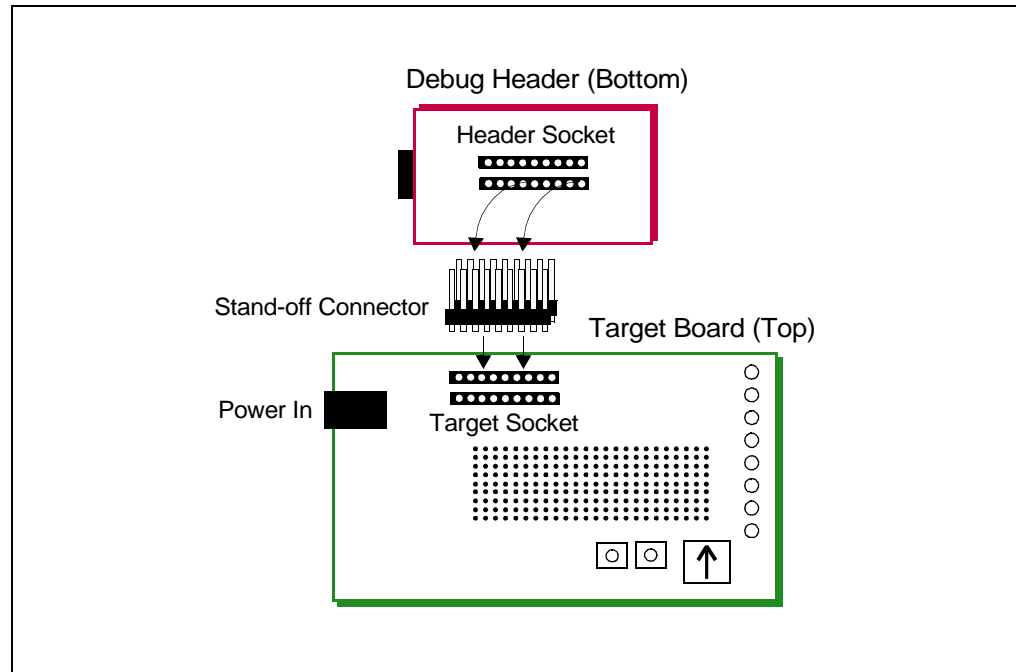 Debug Header (Bottom)
Header Socket
Stand-off Connector
Target Board (Top)
Power In
Target Socket